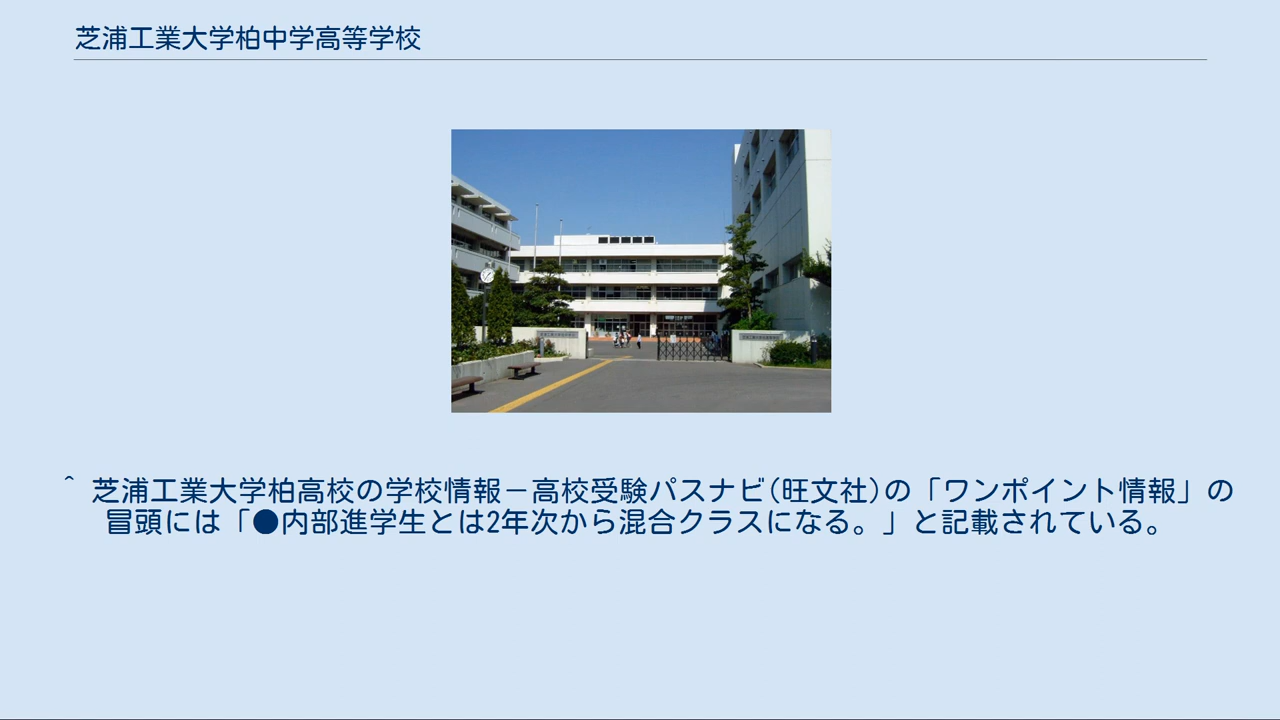 芝浦工業大学柏中学高等学校
^ 芝浦工業大学柏高校の学校情報－高校受験パスナビ(旺文社)の「ワンポイント情報」の
冒頭には「●内部進学生とは2年次から混合クラスになる。」と記載されている。